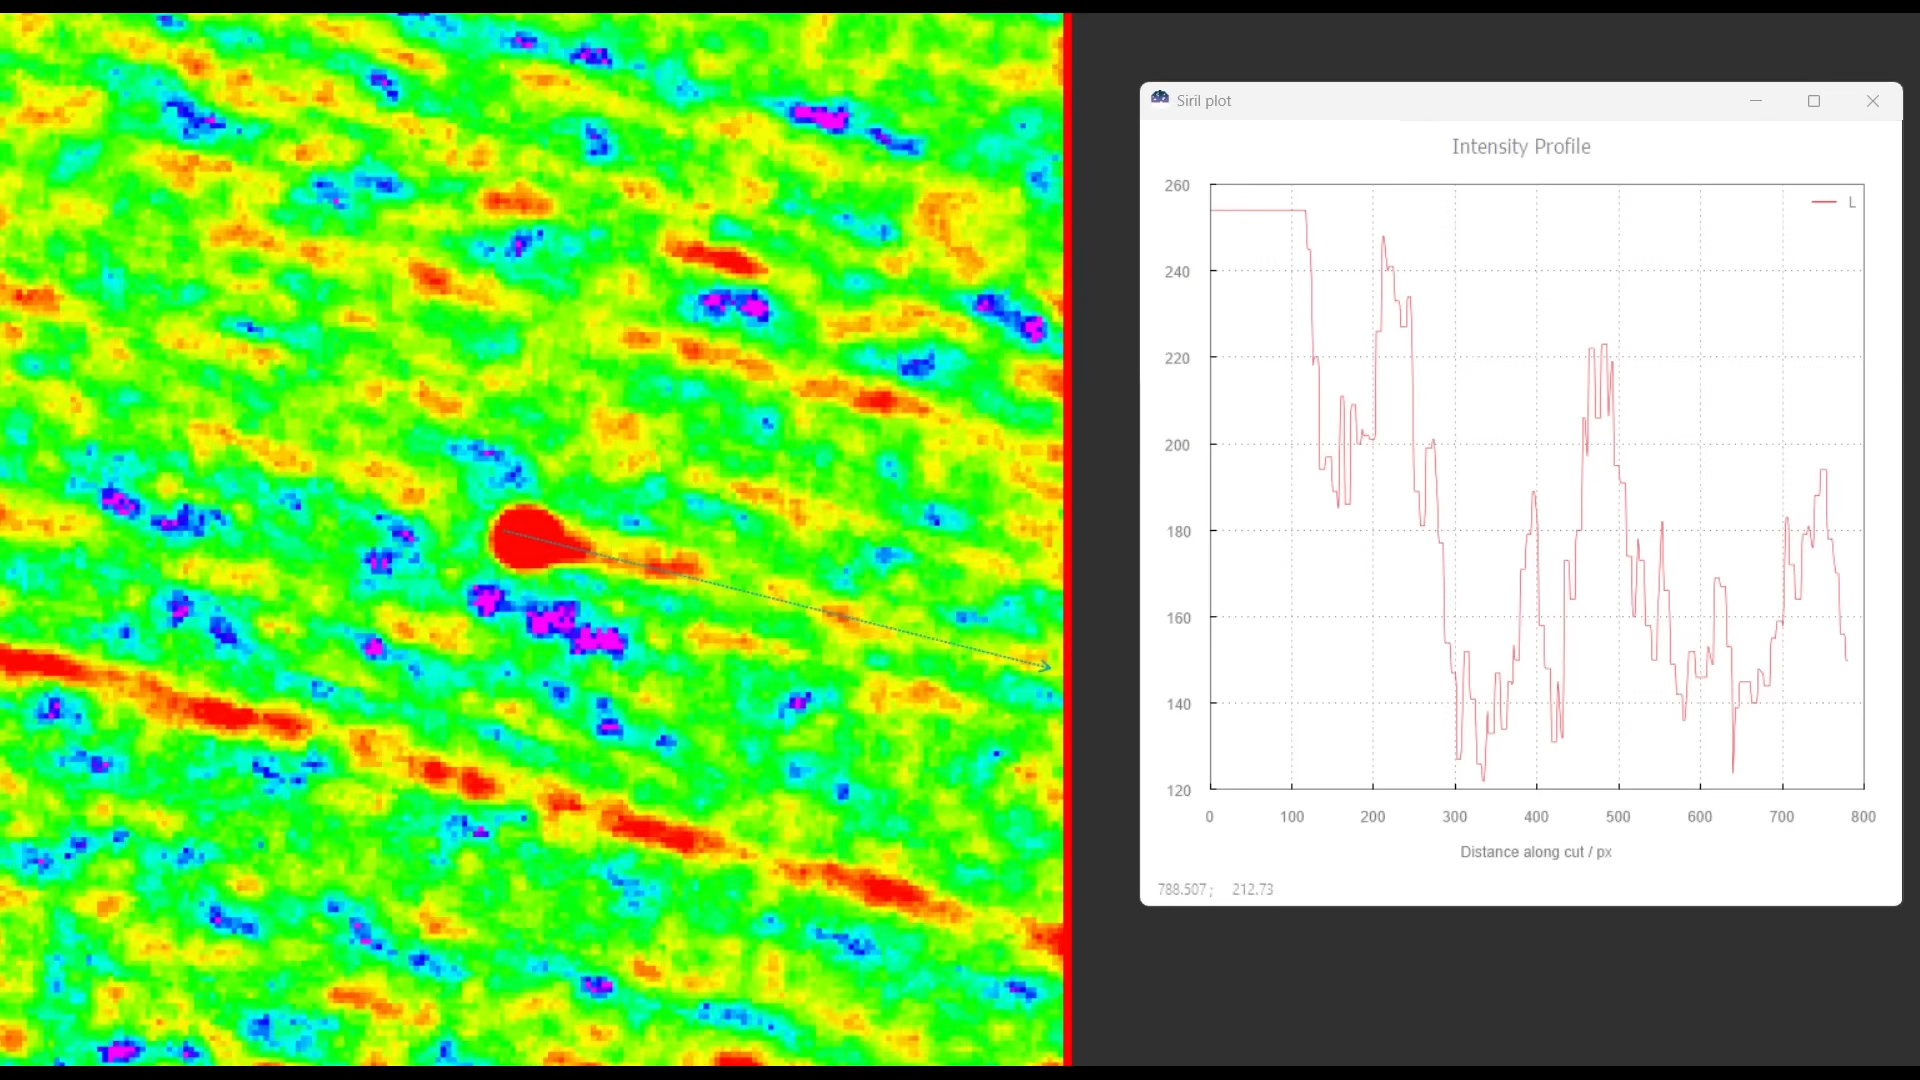 Siril plot
Intensity Profile
260
L
240
220
200
180
160
140
120
0 100 200 300 400 500 600 700 800
Distance along cut / px
788.507 ; 212.73